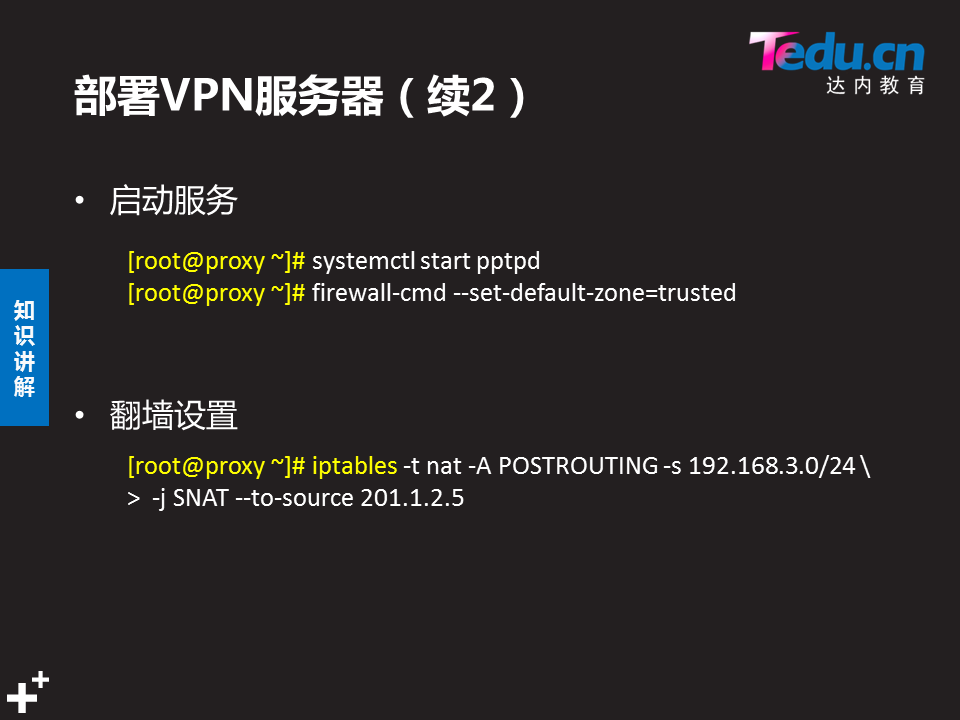 Tedu.cn
达内教育
部署VPN服务器（续2）
• 启动服务
[root@proxy ~]# systemctl start pptpd
[root@proxy ~]# firewall-cmd --set-default-zone=trusted
知识讲解
• 翻墙设置
[root@proxy ~]# iptables -t nat -A POSTROUTING -s 192.168.3.0/24 \
> -j SNAT --to-source 201.1.2.5